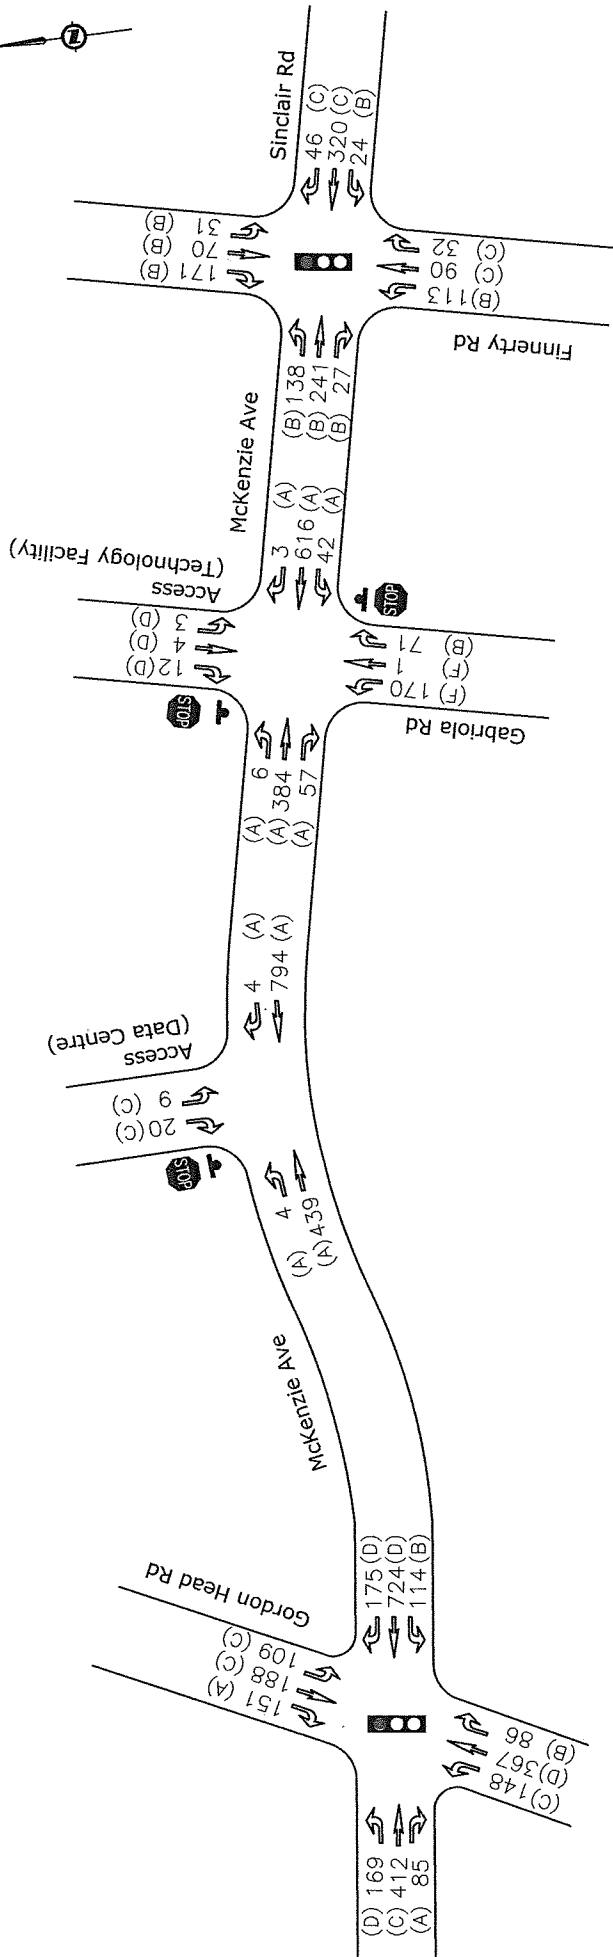 Sinclair Rd
46 (C)
320 (C)
24 (B)
31 (B)
70 (B)
171 (B)
(C) 32
(C) 90
(B) 113
Finnerty Rd
(B) 138
(B) 241
(B) 27
McKenzie Ave
3 (A)
616 (A)
42 (A)
Access
(Technology Facility)
3 (D)
4 (D)
12 (D)
STOP
STOP
(B) 71
(F) 1
(F) 170
Gabriola Rd
(A) 6
(A) 384
(A) 57
4 (A)
794 (A)
Access
(Data Centre)
9 (C)
20 (C)
STOP
(A) 4
(A) 439
McKenzie Ave
Gordon Head Rd
109 (C)
188 (C)
151 (A)
175 (D)
724 (D)
114 (B)
(B) 86
(D) 367
(C) 148
(D) 169
(C) 412
(A) 85